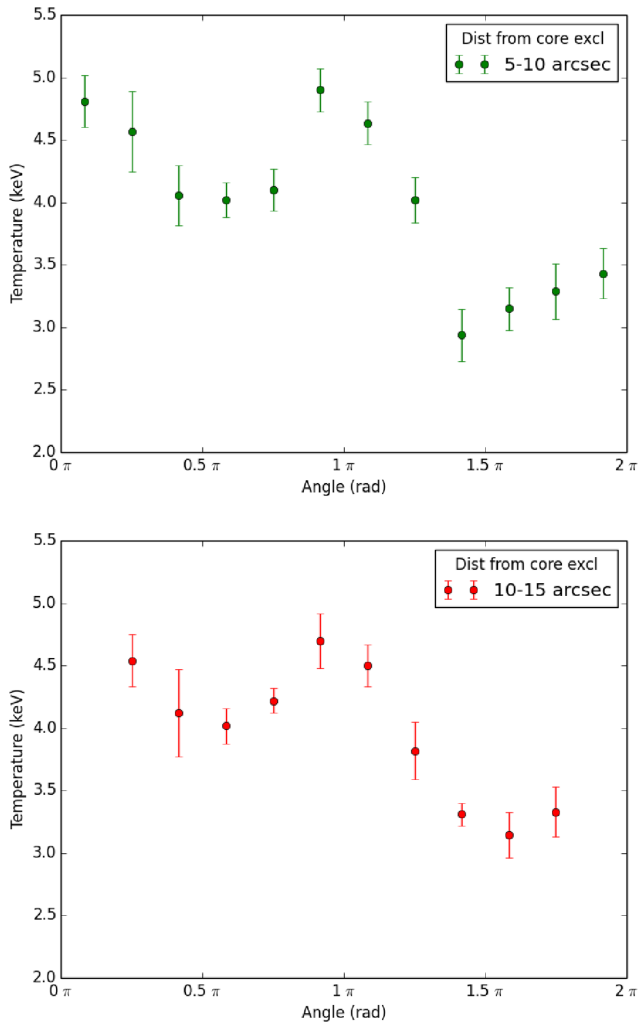 Dist from core excl
5-10 arcsec
5.5
5.0
4.5
4.0
3.5
3.0
2.5
2.0
Temperature (keV)
0 π 0.5 π 1 π 1.5 π 2 π
Angle (rad)
Dist from core excl
10-15 arcsec
5.5
5.0
4.5
4.0
3.5
3.0
2.5
2.0
Temperature (keV)
0 π 0.5 π 1 π 1.5 π 2 π
Angle (rad)